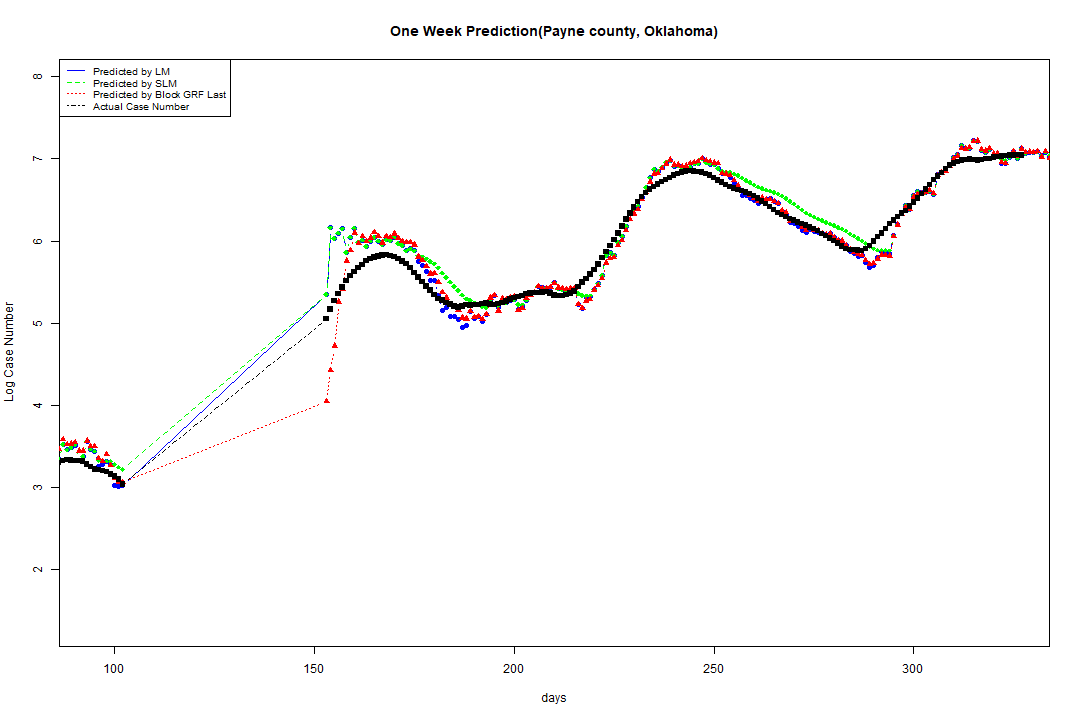 One Week Prediction(Payne county, Oklahoma)
Predicted by LM
Predicted by SLM
Predicted by Block GRF Last
Actual Case Number
8
7
6
5
4
3
2
Log Case Number
100 150 200 250 300
days